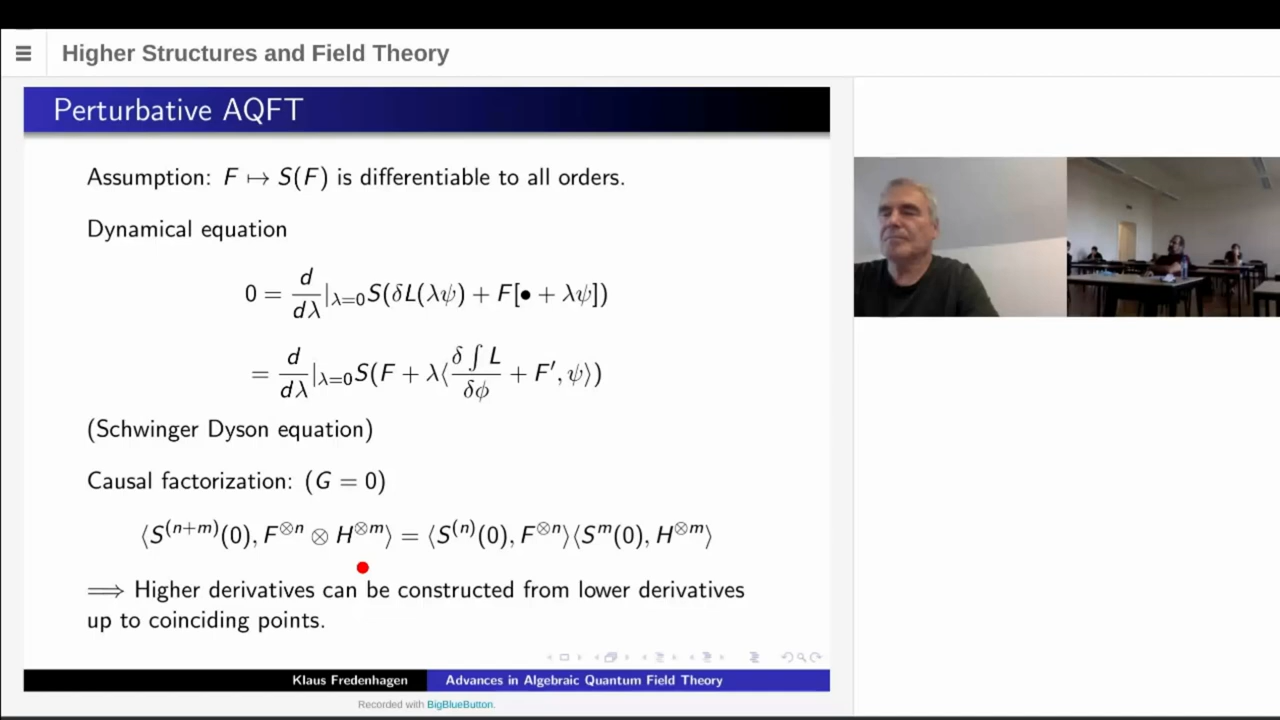 Higher Structures and Field Theory
Perturbative AQFT
Assumption: F ↦ S(F) is differentiable to all orders.
Dynamical equation
0 = d/dλ |λ=0 S(δL(λψ) + F[• + λψ])
= d/dλ |λ=0 S(F + λ⟨δ∫L/δϕ + F′, ψ⟩)
(Schwinger Dyson equation)
Causal factorization: (G = 0)
⟨S⁽ⁿ⁺ᵐ⁾(0), F^⊗n ⊗ H^⊗m⟩ = ⟨S⁽ⁿ⁾(0), F^⊗n⟩⟨Sᵐ(0), H^⊗m⟩
⟹ Higher derivatives can be constructed from lower derivatives
up to coinciding points.
Klaus Fredenhagen Advances in Algebraic Quantum Field Theory
Recorded with BigBlueButton.